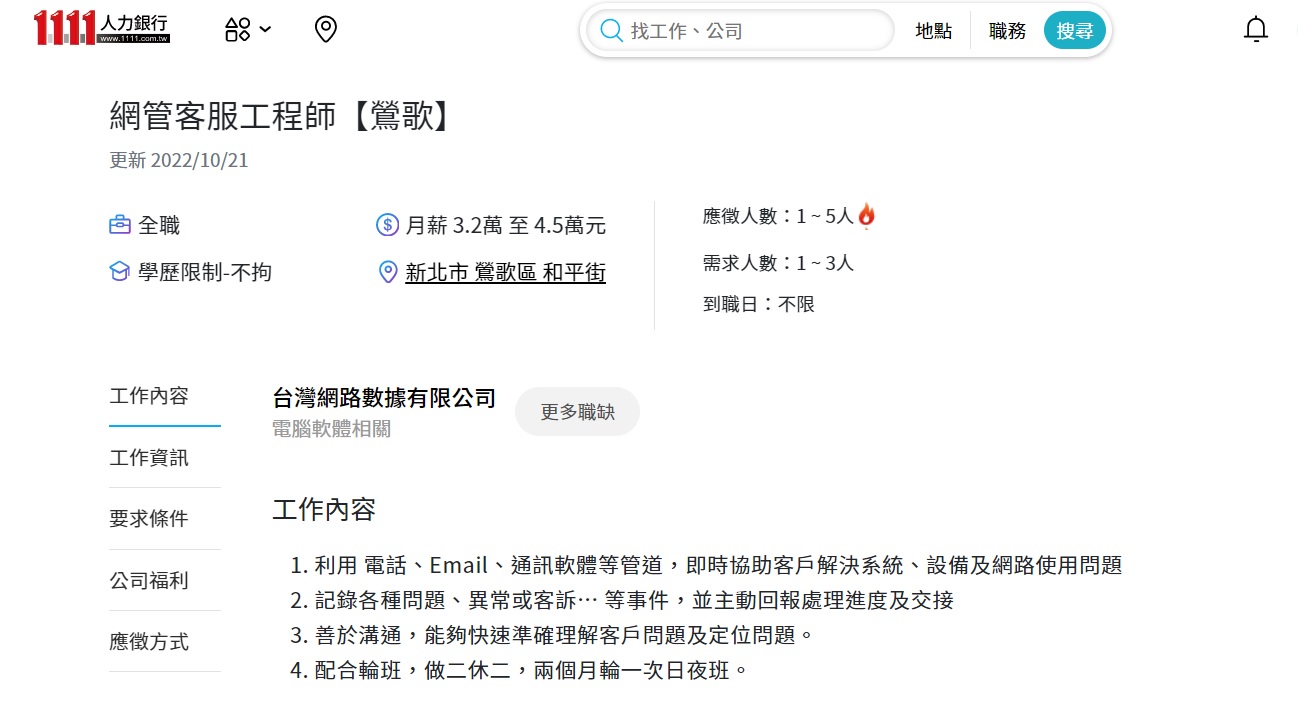 1111 人力銀行
www.1111.com.tw
找工作、公司
地點
職務
搜尋
網管客服工程師【鶯歌】
更新 2022/10/21
全職
月薪 3.2萬 至 4.5萬元
學歷限制-不拘
新北市 鶯歌區 和平街
應徵人數：1 ~ 5人
需求人數：1 ~ 3人
到職日：不限
工作內容
工作資訊
要求條件
公司福利
應徵方式
台灣網路數據有限公司
更多職缺
電腦軟體相關
工作內容
1. 利用 電話、Email、通訊軟體等管道，即時協助客戶解決系統、設備及網路使用問題
2. 記錄各種問題、異常或客訴… 等事件，並主動回報處理進度及交接
3. 善於溝通，能夠快速準確理解客戶問題及定位問題。
4. 配合輪班，做二休二，兩個月輪一次日夜班。